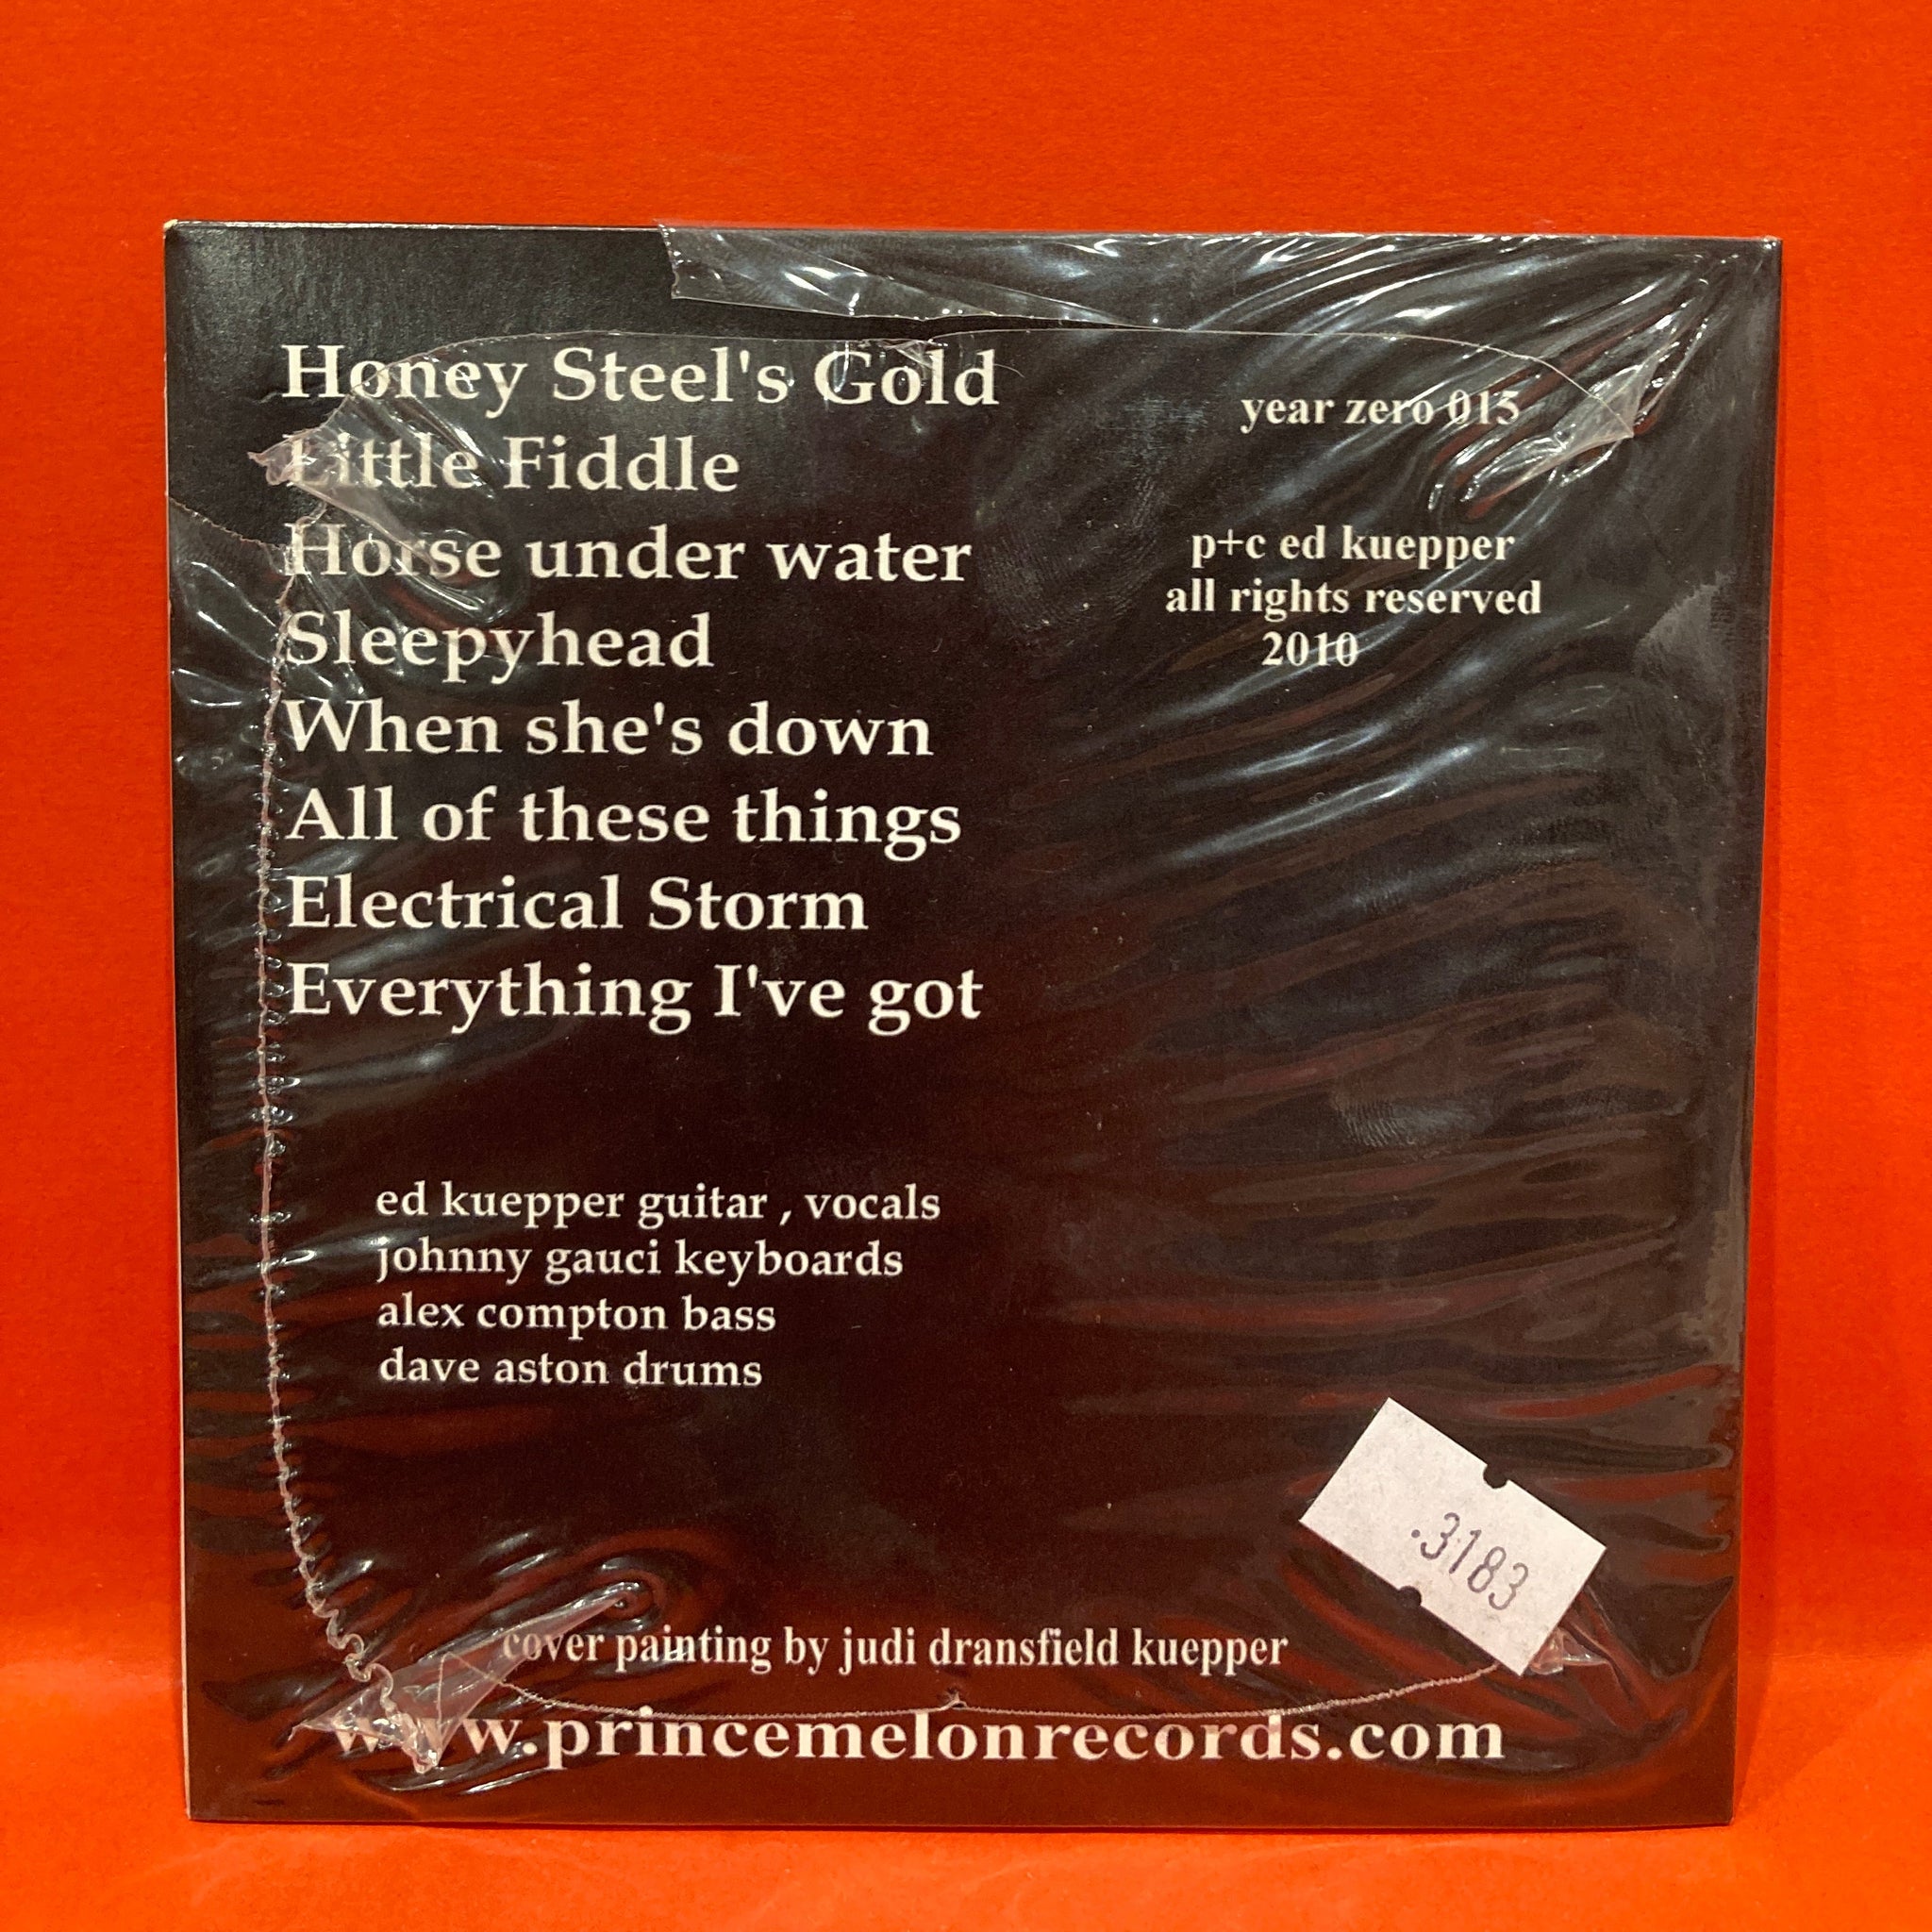 Honey Steel's Gold
Little Fiddle
Horse under water
Sleepyhead
When she's down
All of these things
Electrical Storm
Everything I've got
year zero 015
p+c ed kuepper
all rights reserved
2010
ed kuepper guitar , vocals
johnny gauci keyboards
alex compton bass
dave aston drums
.3183
cover painting by judi dransfield kuepper
www.princemelonrecords.com